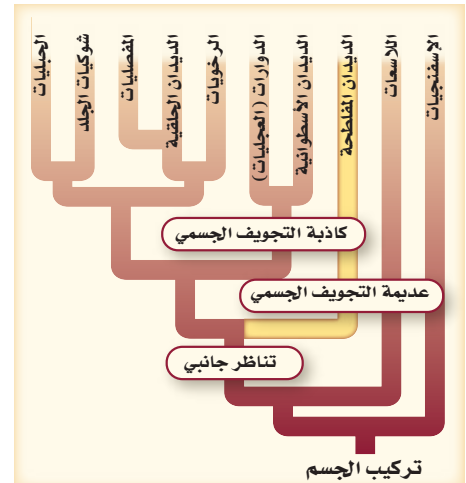 الإسفنجيات
اللاسعات
الديدان المفلطحة
الديدان الأسطوانية
الدوارات (العجليات)
الرخويات
الديدان الحلقية
المفصليات
شوكيات الجلد
الحبليات
كاذبة التجويف الجسمي
عديمة التجويف الجسمي
تناظر جانبي
تركيب الجسم